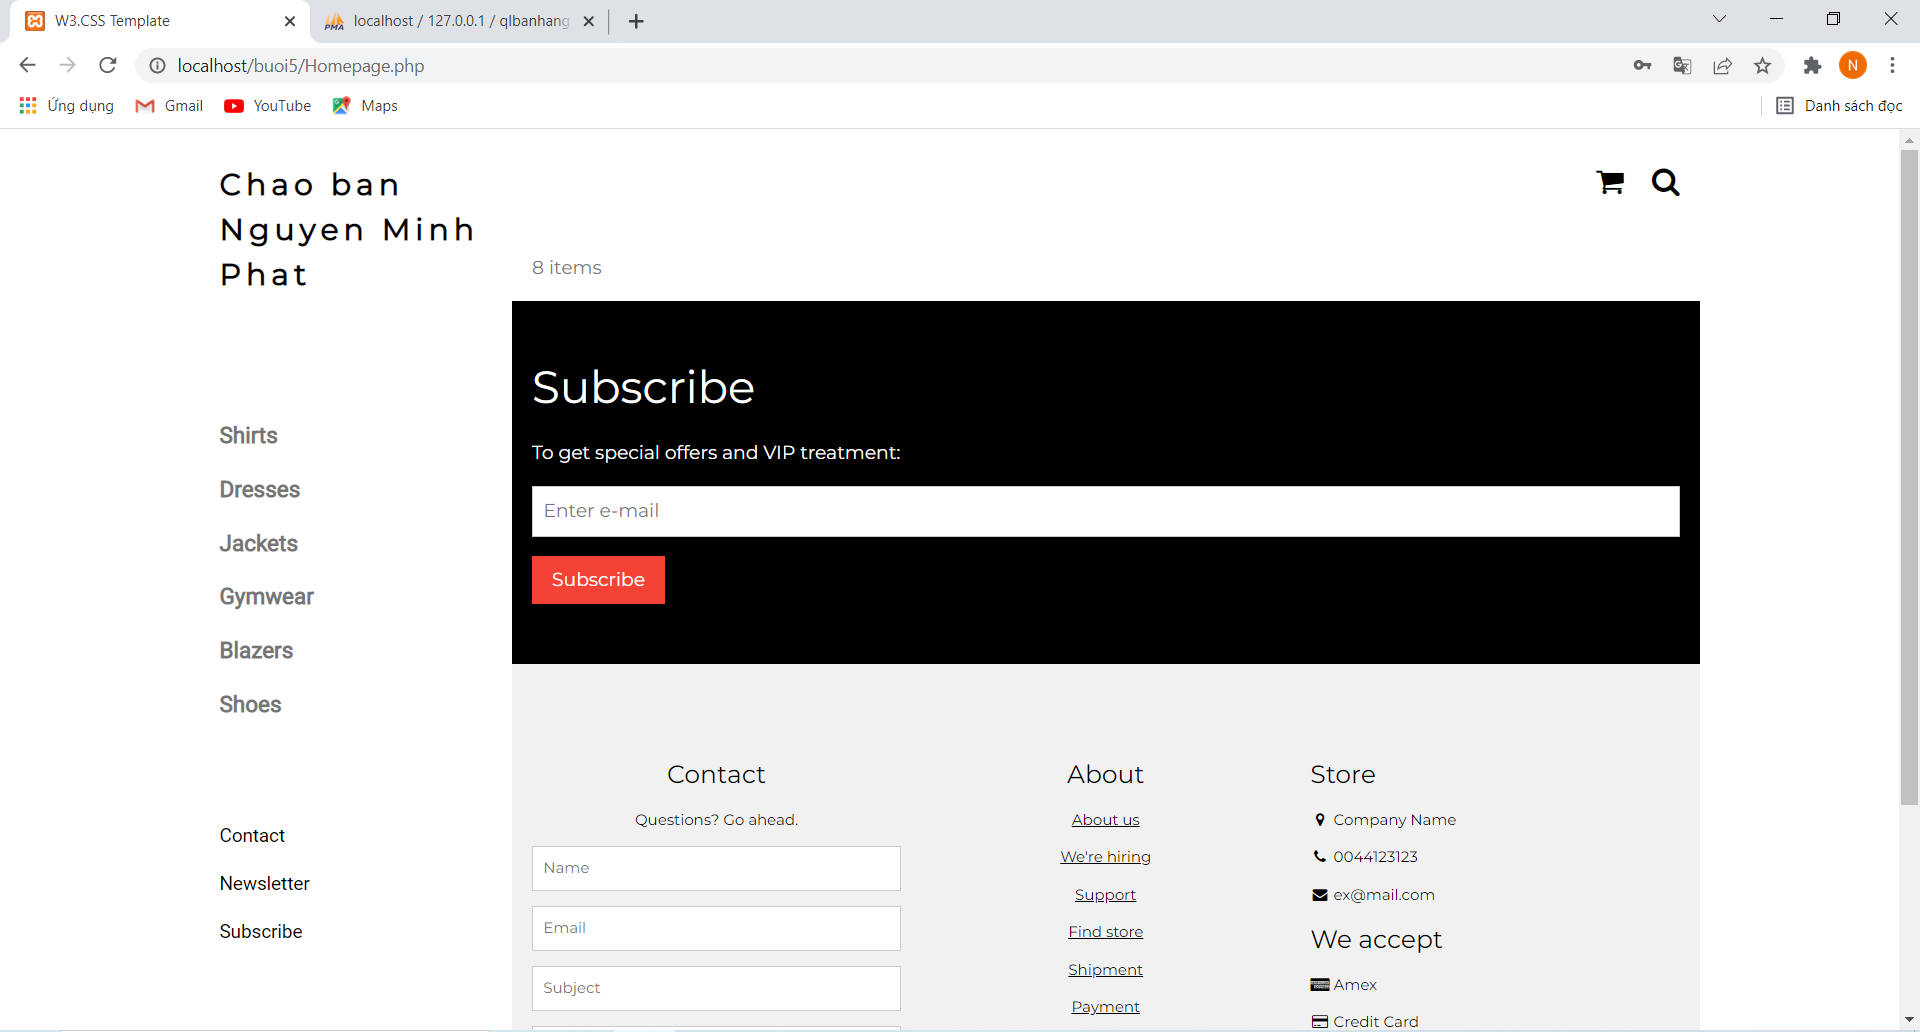 W3.CSS Template
localhost / 127.0.0.1 / qlbanhang
localhost/buoi5/Homepage.php
N
Ứng dụng
Gmail
YouTube
Maps
Danh sách đọc
Chao ban
Nguyen Minh
Phat
8 items
Shirts
Dresses
Jackets
Gymwear
Blazers
Shoes
Contact
Newsletter
Subscribe
Subscribe
To get special offers and VIP treatment:
Enter e-mail
Subscribe
Contact
Questions? Go ahead.
Name
Email
Subject
About
About us
We're hiring
Support
Find store
Shipment
Payment
Store
Company Name
0044123123
ex@mail.com
We accept
Amex
Credit Card